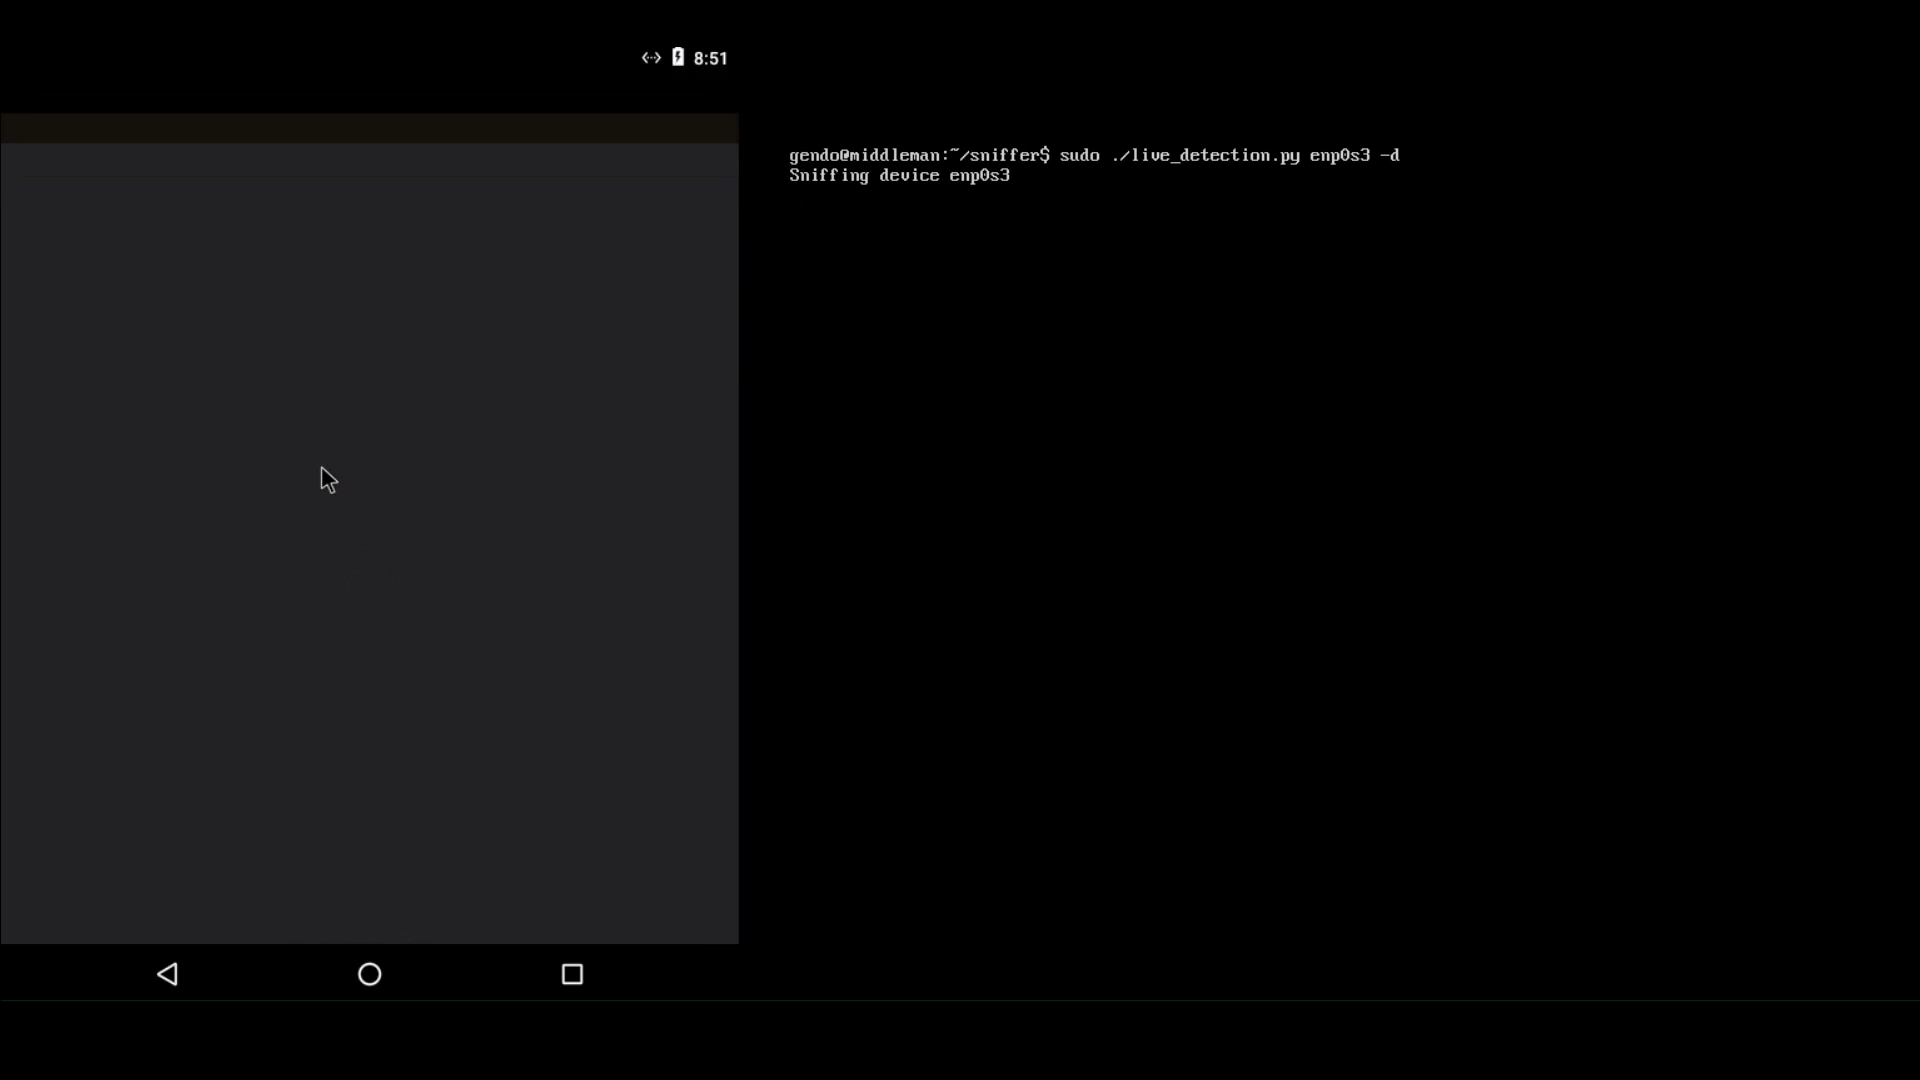 8:51
gendo@middleman:~/sniffer$ sudo ./live_detection.py enp0s3 -d
Sniffing device enp0s3